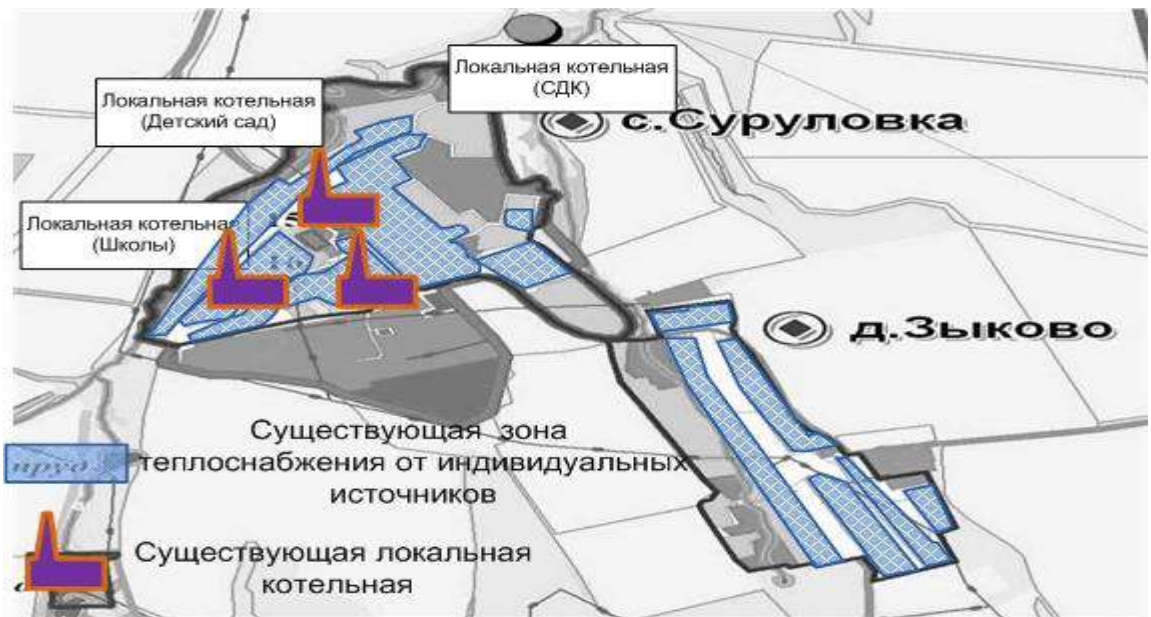 Локальная котельная
(СДК)
Локальная котельная
(Детский сад)
с.Суруловка
Локальная котельная
(Школы)
д.Зыково
Существующая зона
теплоснабжения от индивидуальных
источников
Существующая локальная
котельная